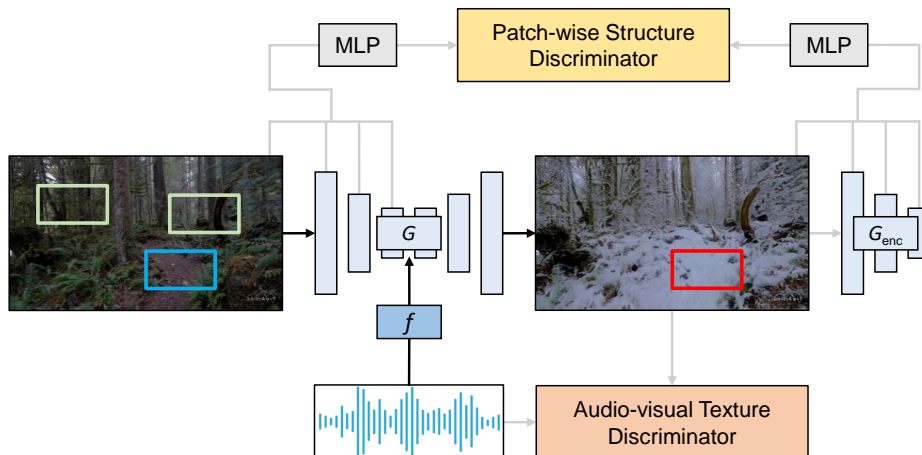 MLP
Patch-wise Structure
Discriminator
MLP
G
G_enc
f
Audio-visual Texture
Discriminator